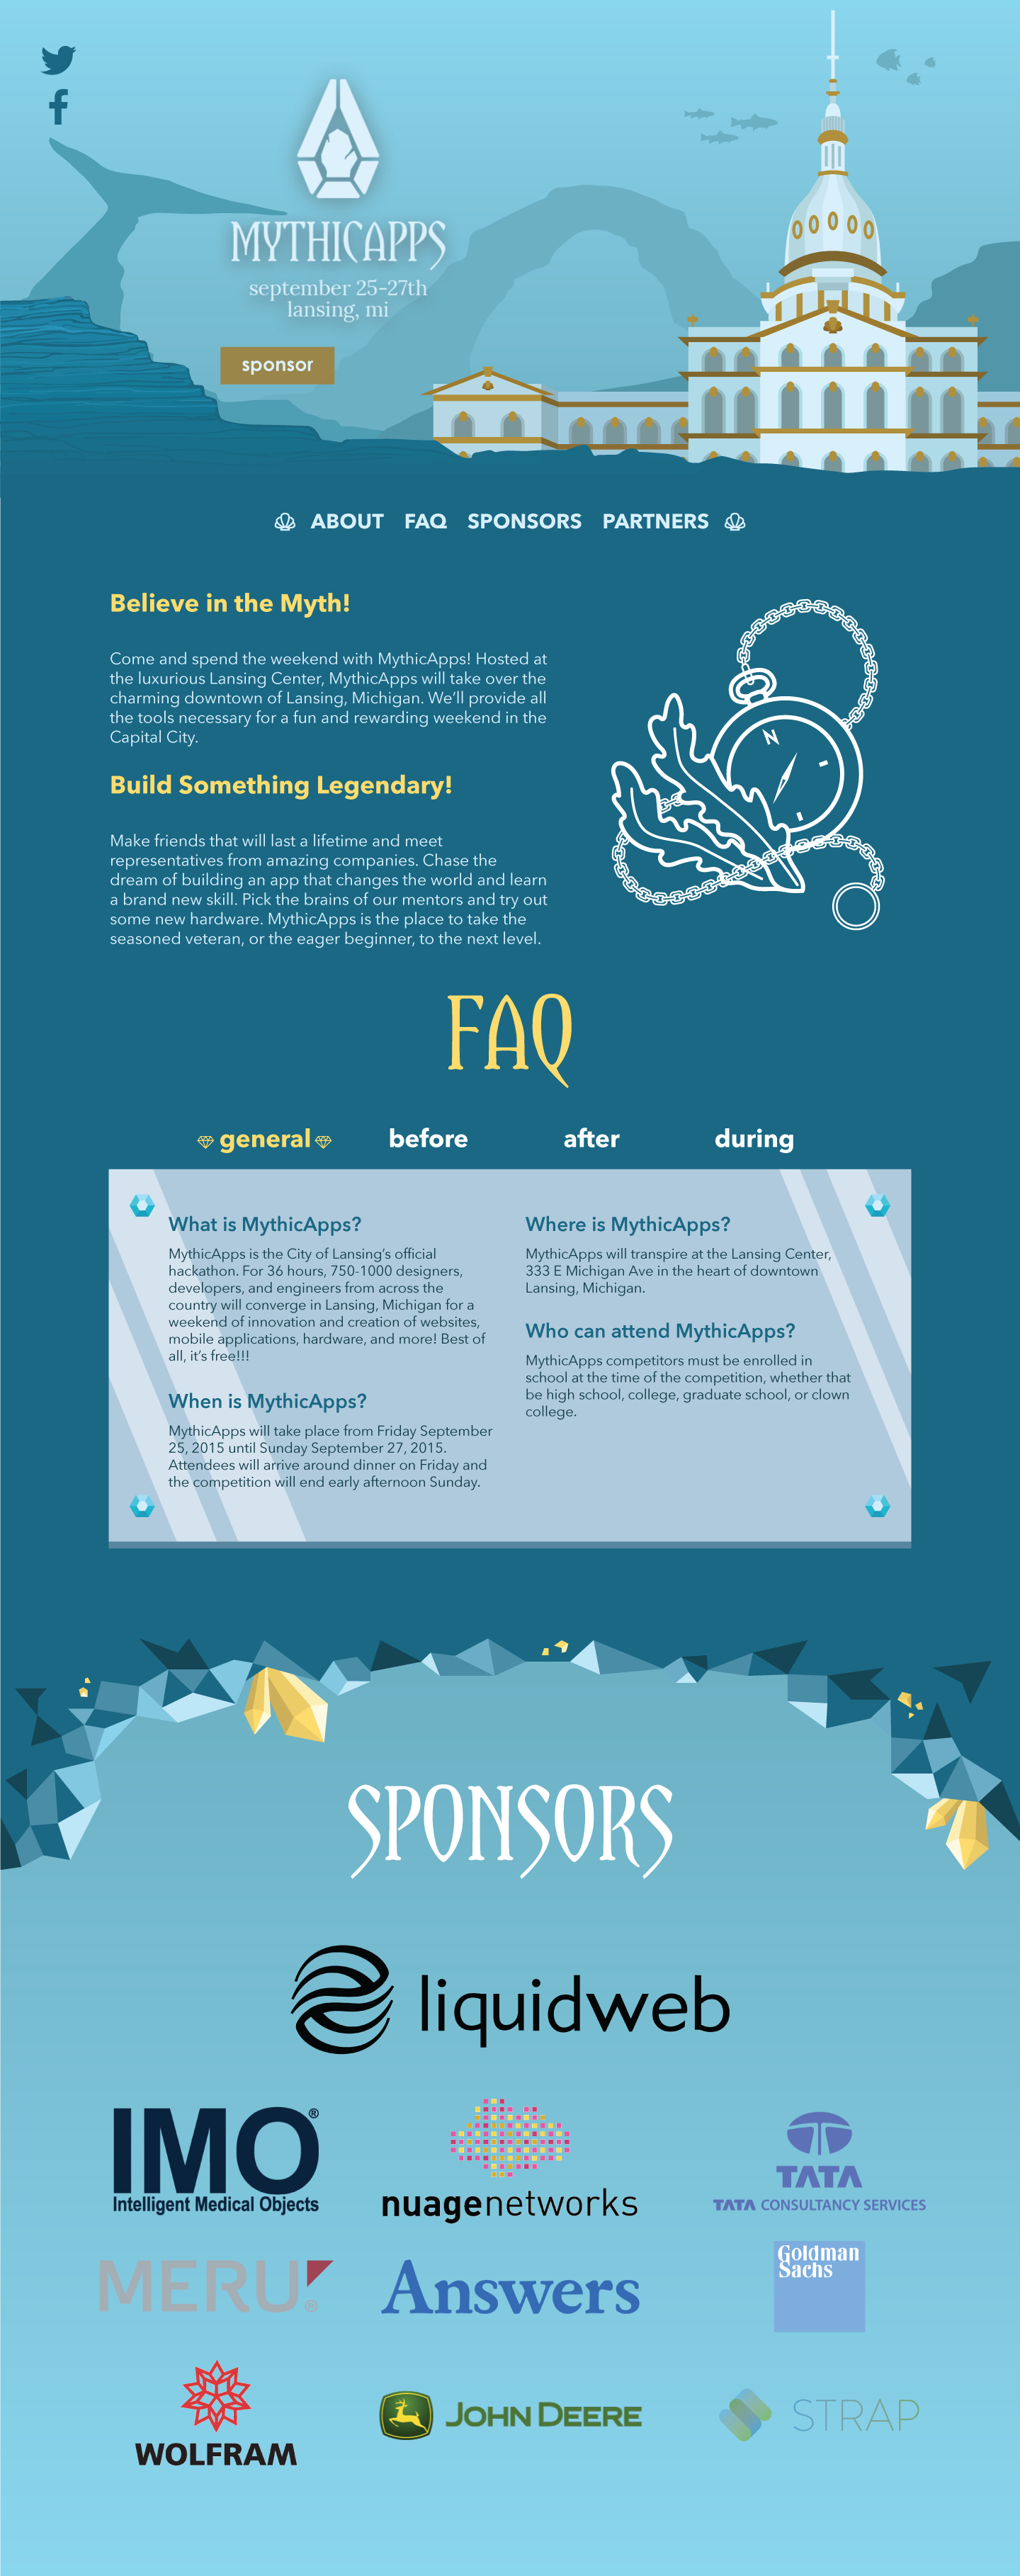 MYTHICAPPS
september 25-27th
lansing, mi
sponsor
ABOUT FAQ SPONSORS PARTNERS
Believe in the Myth!
Come and spend the weekend with MythicApps! Hosted at
the luxurious Lansing Center, MythicApps will take over the
charming downtown of Lansing, Michigan. We'll provide all
the tools necessary for a fun and rewarding weekend in the
Capital City.
N
Build Something Legendary!
Make friends that will last a lifetime and meet
representatives from amazing companies. Chase the
dream of building an app that changes the world and learn
a brand new skill. Pick the brains of our mentors and try out
some new hardware. MythicApps is the place to take the
seasoned veteran, or the eager beginner, to the next level.
FAQ
general before after during
What is MythicApps?
MythicApps is the City of Lansing's official
hackathon. For 36 hours, 750-1000 designers,
developers, and engineers from across the
country will converge in Lansing, Michigan for a
weekend of innovation and creation of websites,
mobile applications, hardware, and more! Best of
all, it's free!!!
When is MythicApps?
MythicApps will take place from Friday September
25, 2015 until Sunday September 27, 2015.
Attendees will arrive around dinner on Friday and
the competition will end early afternoon Sunday.
Where is MythicApps?
MythicApps will transpire at the Lansing Center,
333 E Michigan Ave in the heart of downtown
Lansing, Michigan.
Who can attend MythicApps?
MythicApps competitors must be enrolled in
school at the time of the competition, whether that
be high school, college, graduate school, or clown
college.
SPONSORS
liquidweb
IMO®
Intelligent Medical Objects
nuagenetworks
TATA
TATA CONSULTANCY SERVICES
MERU®
Answers
Goldman
Sachs
WOLFRAM
JOHN DEERE
STRAP